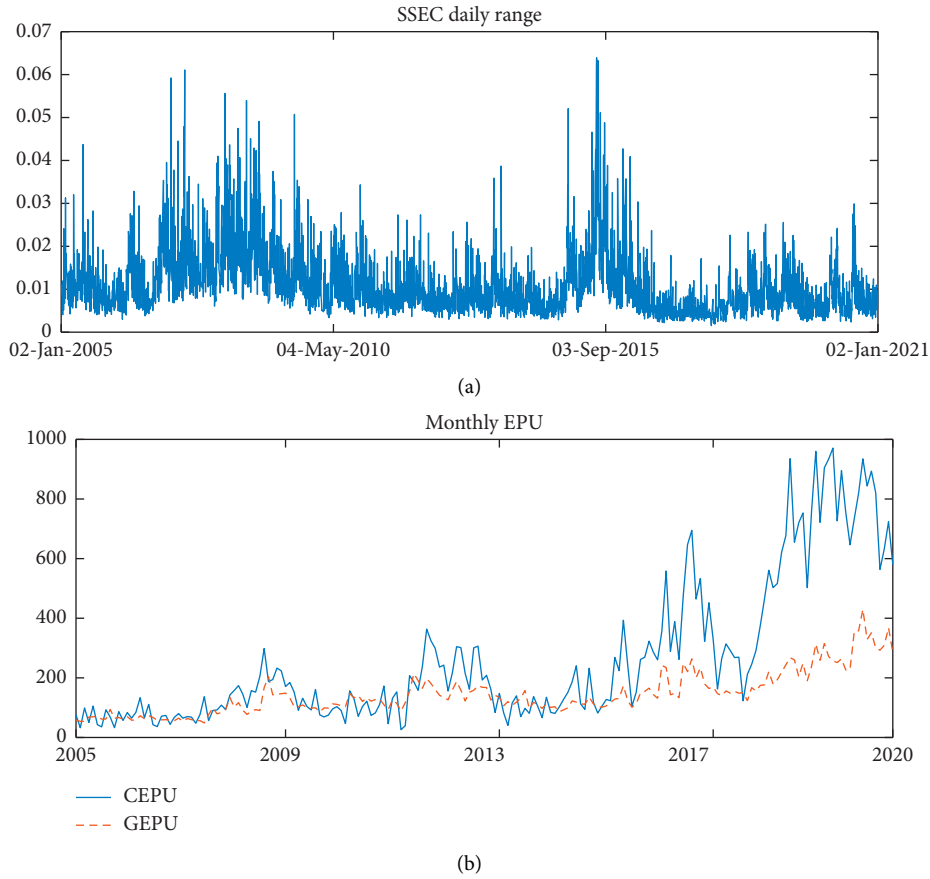 SSEC daily range
0.07
0.06
0.05
0.04
0.03
0.02
0.01
0
02-Jan-2005 04-May-2010 03-Sep-2015 02-Jan-2021
(a)
Monthly EPU
1000
800
600
400
200
0
2005 2009 2013 2017 2020
CEPU
GEPU
(b)